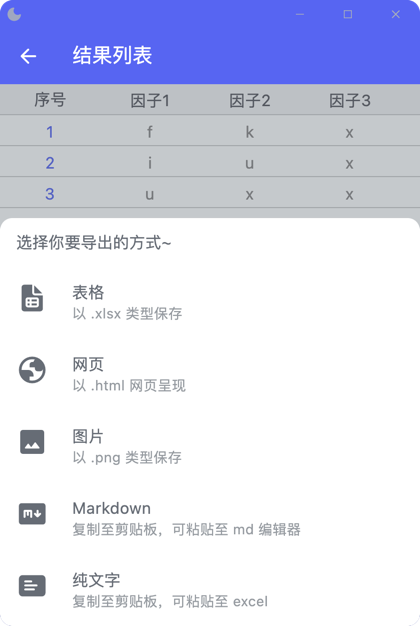 结果列表
序号 因子1 因子2 因子3
1 f k x
2 i u x
3 u x x
选择你要导出的方式~
表格
以 .xlsx 类型保存
网页
以 .html 网页呈现
图片
以 .png 类型保存
Markdown
复制至剪贴板，可粘贴至 md 编辑器
纯文字
复制至剪贴板，可粘贴至 excel